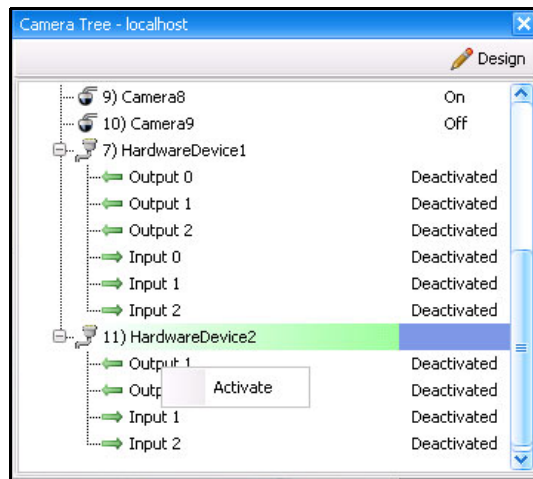 Camera Tree - localhost
Design
9) Camera8 On
10) Camera9 Off
7) HardwareDevice1
Output 0 Deactivated
Output 1 Deactivated
Output 2 Deactivated
Input 0 Deactivated
Input 1 Deactivated
Input 2 Deactivated
11) HardwareDevice2
Output 1 Deactivated
Outp Deactivated
Activate
Input 1 Deactivated
Input 2 Deactivated